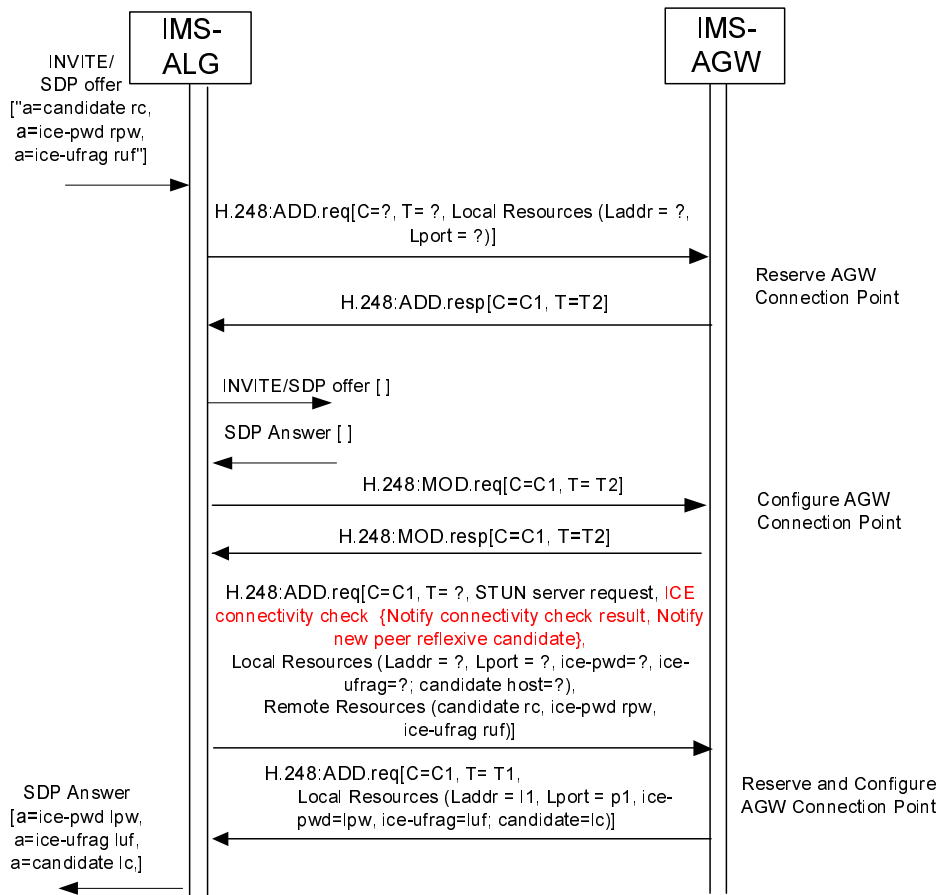 IMS-
ALG
IMS-
AGW
INVITE/
SDP offer
["a=candidate rc,
a=ice-pwd rpw,
a=ice-ufrag ruf"]
H.248:ADD.req[C=?, T= ?, Local Resources (Laddr = ?,
Lport = ?)]
Reserve AGW
Connection Point
H.248:ADD.resp[C=C1, T=T2]
INVITE/SDP offer [ ]
SDP Answer [ ]
H.248:MOD.req[C=C1, T= T2]
Configure AGW
Connection Point
H.248:MOD.resp[C=C1, T=T2]
H.248:ADD.req[C=C1, T= ?, STUN server request, ICE
connectivity check {Notify connectivity check result, Notify
new peer reflexive candidate},
Local Resources (Laddr = ?, Lport = ?, ice-pwd=?, ice-
ufrag=?; candidate host=?),
Remote Resources (candidate rc, ice-pwd rpw,
ice-ufrag ruf)]
H.248:ADD.req[C=C1, T= T1,
Local Resources (Laddr = l1, Lport = p1, ice-
pwd=lpw, ice-ufrag=luf; candidate=lc)]
Reserve and Configure
AGW Connection Point
SDP Answer
[a=ice-pwd lpw,
a=ice-ufrag luf,
a=candidate lc,]